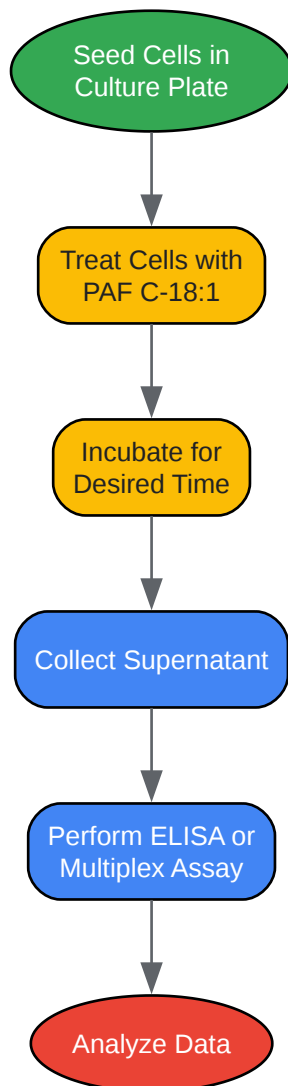 Seed Cells in
Culture Plate
Treat Cells with
PAF C-18:1
Incubate for
Desired Time
Collect Supernatant
Perform ELISA or
Multiplex Assay
Analyze Data